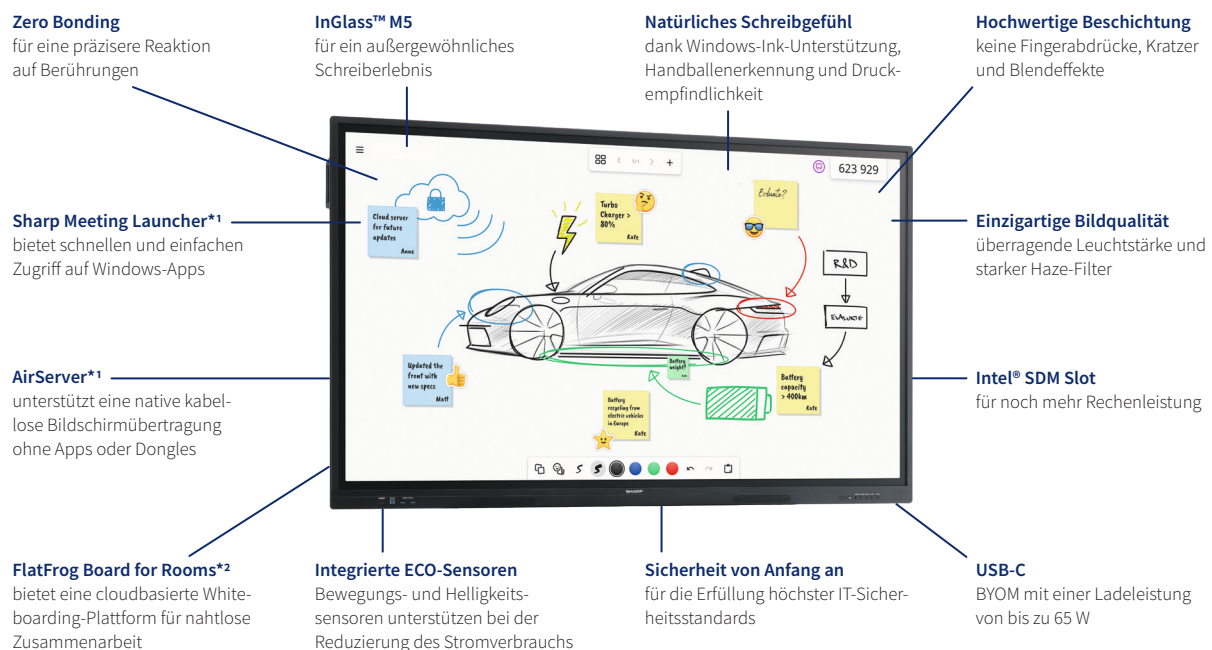 Zero Bonding
für eine präzisere Reaktion
auf Berührungen
InGlass™ M5
für ein außergewöhnliches
Schreiberlebnis
Natürliches Schreibgefühl
dank Windows-Ink-Unterstützung,
Handballenerkennung und Druck-
empfindlichkeit
Hochwertige Beschichtung
keine Fingerabdrücke, Kratzer
und Blendeffekte
Sharp Meeting Launcher*¹
bietet schnellen und einfachen
Zugriff auf Windows-Apps
AirServer*¹
unterstützt eine native kabel-
lose Bildschirmübertragung
ohne Apps oder Dongles
623 929
Cloud server
for future
updates
Anne
Turbo
Charger >
80%
Kate
Evaluate?
R&D
EVALUATE
Updated the
front with
new specs
Matt
Battery
weight?
Battery
capacity
> 400km
Kate
Battery
recycling from
electric vehicles
in Europe
Kate
SHARP
Einzigartige Bildqualität
überragende Leuchtstärke und
starker Haze-Filter
Intel® SDM Slot
für noch mehr Rechenleistung
FlatFrog Board for Rooms*²
bietet eine cloudbasierte White-
boarding-Plattform für nahtlose
Zusammenarbeit
Integrierte ECO-Sensoren
Bewegungs- und Helligkeits-
sensoren unterstützen bei der
Reduzierung des Stromverbrauchs
Sicherheit von Anfang an
für die Erfüllung höchster IT-Sicher-
heitsstandards
USB-C
BYOM mit einer Ladeleistung
von bis zu 65 W